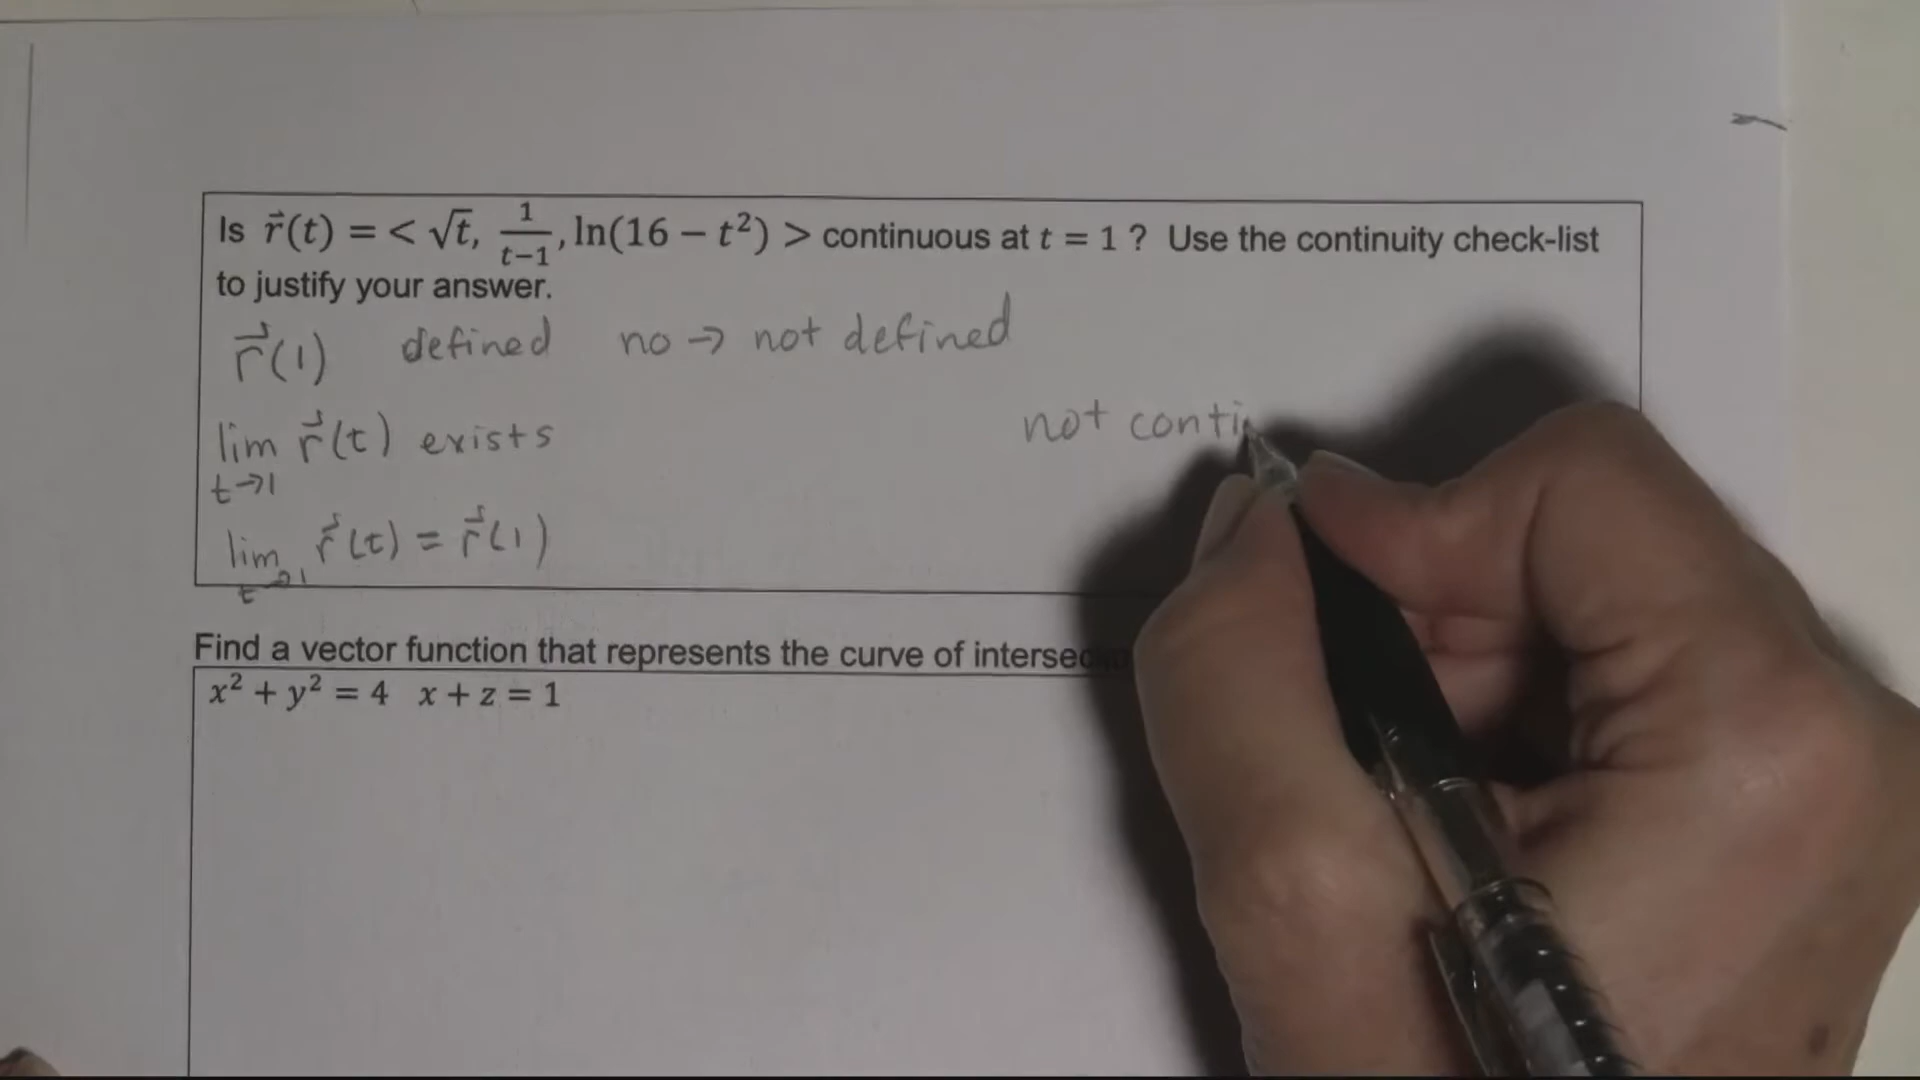 Is r⃗(t) = < √t, 1/(t−1), ln(16 − t²) > continuous at t = 1 ? Use the continuity check-list
to justify your answer.
r⃗(1) defined no → not defined
lim t→1 r⃗(t) exists
not conti
lim t→1 r⃗(t) = r⃗(1)
Find a vector function that represents the curve of
x² + y² = 4 x + z = 1